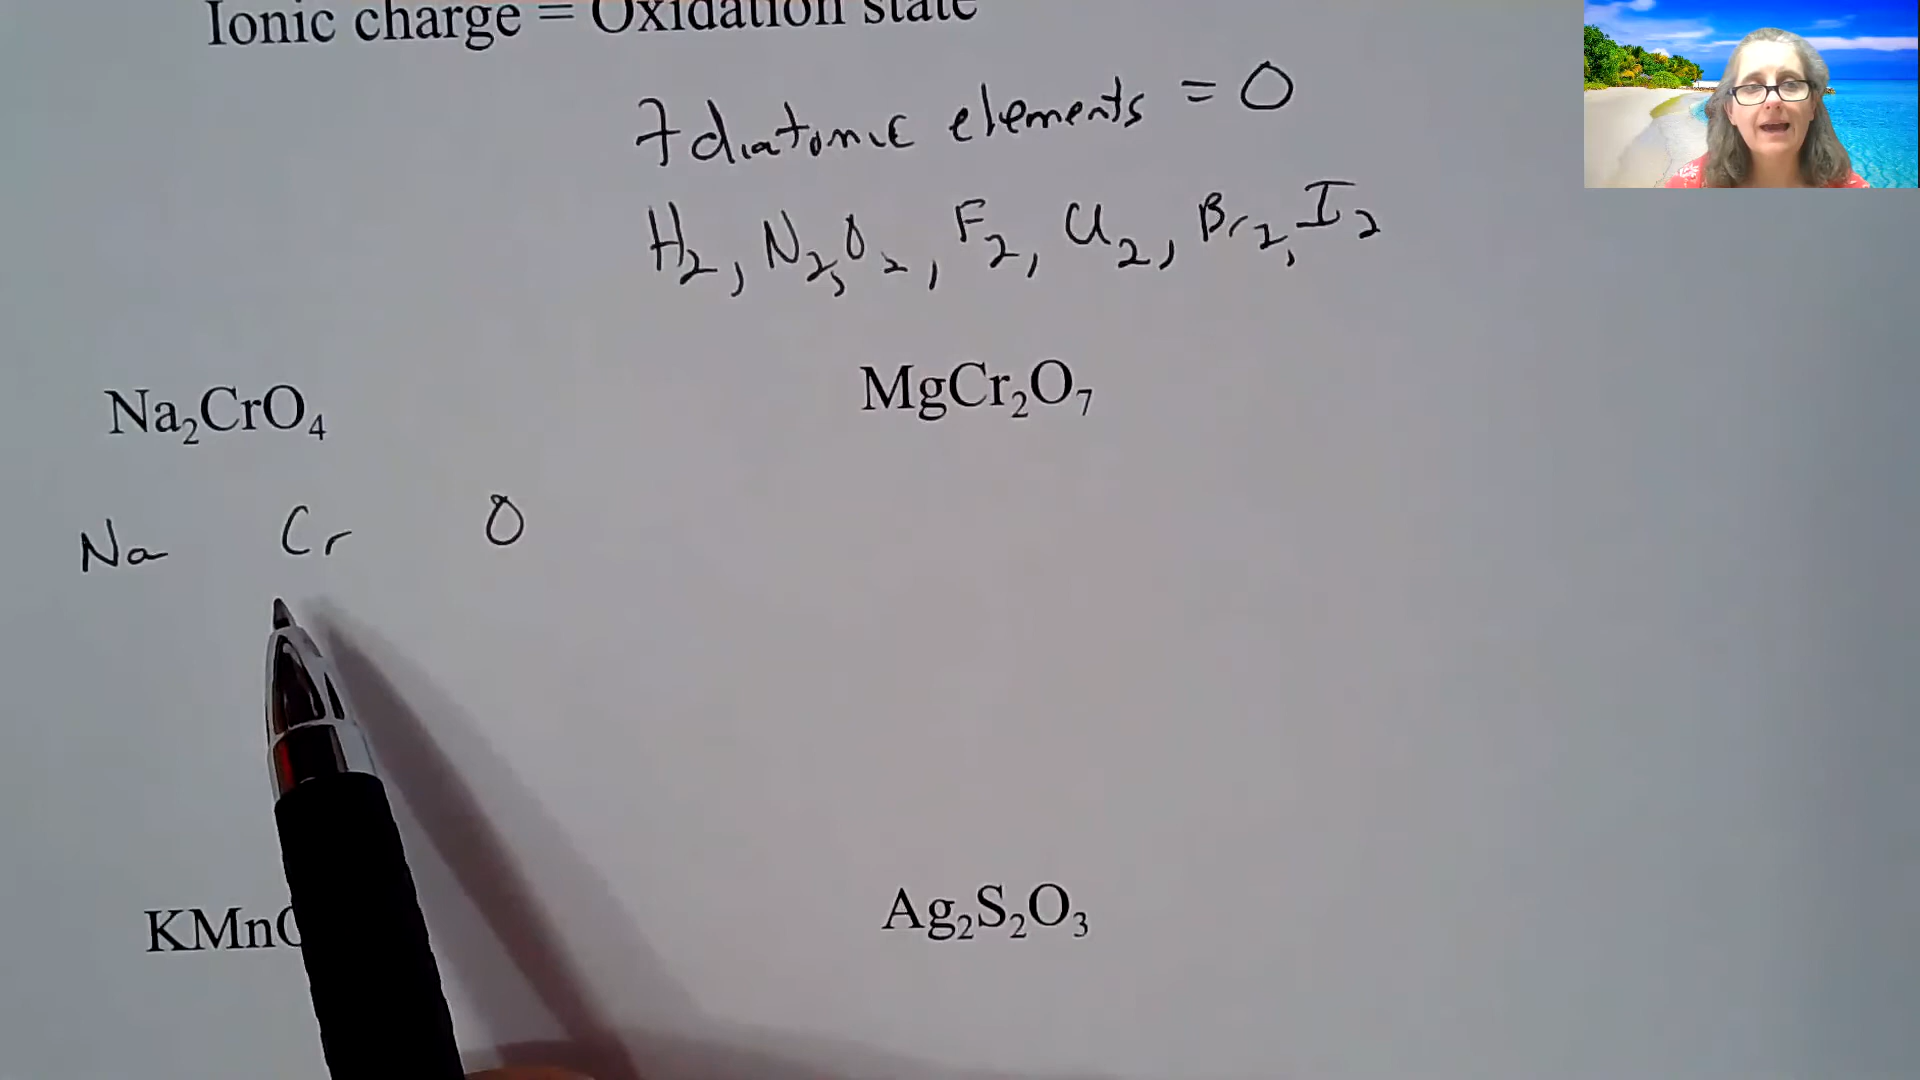 Ionic charge = Oxidation state
7 diatomic elements = 0
H₂, N₂, O₂, F₂, Cl₂, Br₂, I₂
Na₂CrO₄
MgCr₂O₇
Na Cr O
KMnO
Ag₂S₂O₃